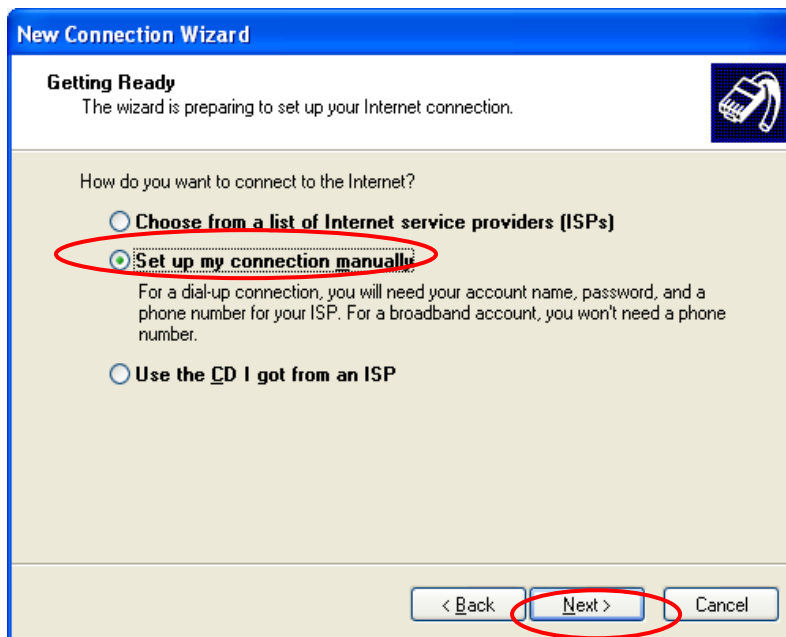 New Connection Wizard
Getting Ready
The wizard is preparing to set up your Internet connection.
How do you want to connect to the Internet?
Choose from a list of Internet service providers (ISPs)
Set up my connection manually
For a dial-up connection, you will need your account name, password, and a
phone number for your ISP. For a broadband account, you won't need a phone
number.
Use the CD I got from an ISP
< Back Next > Cancel